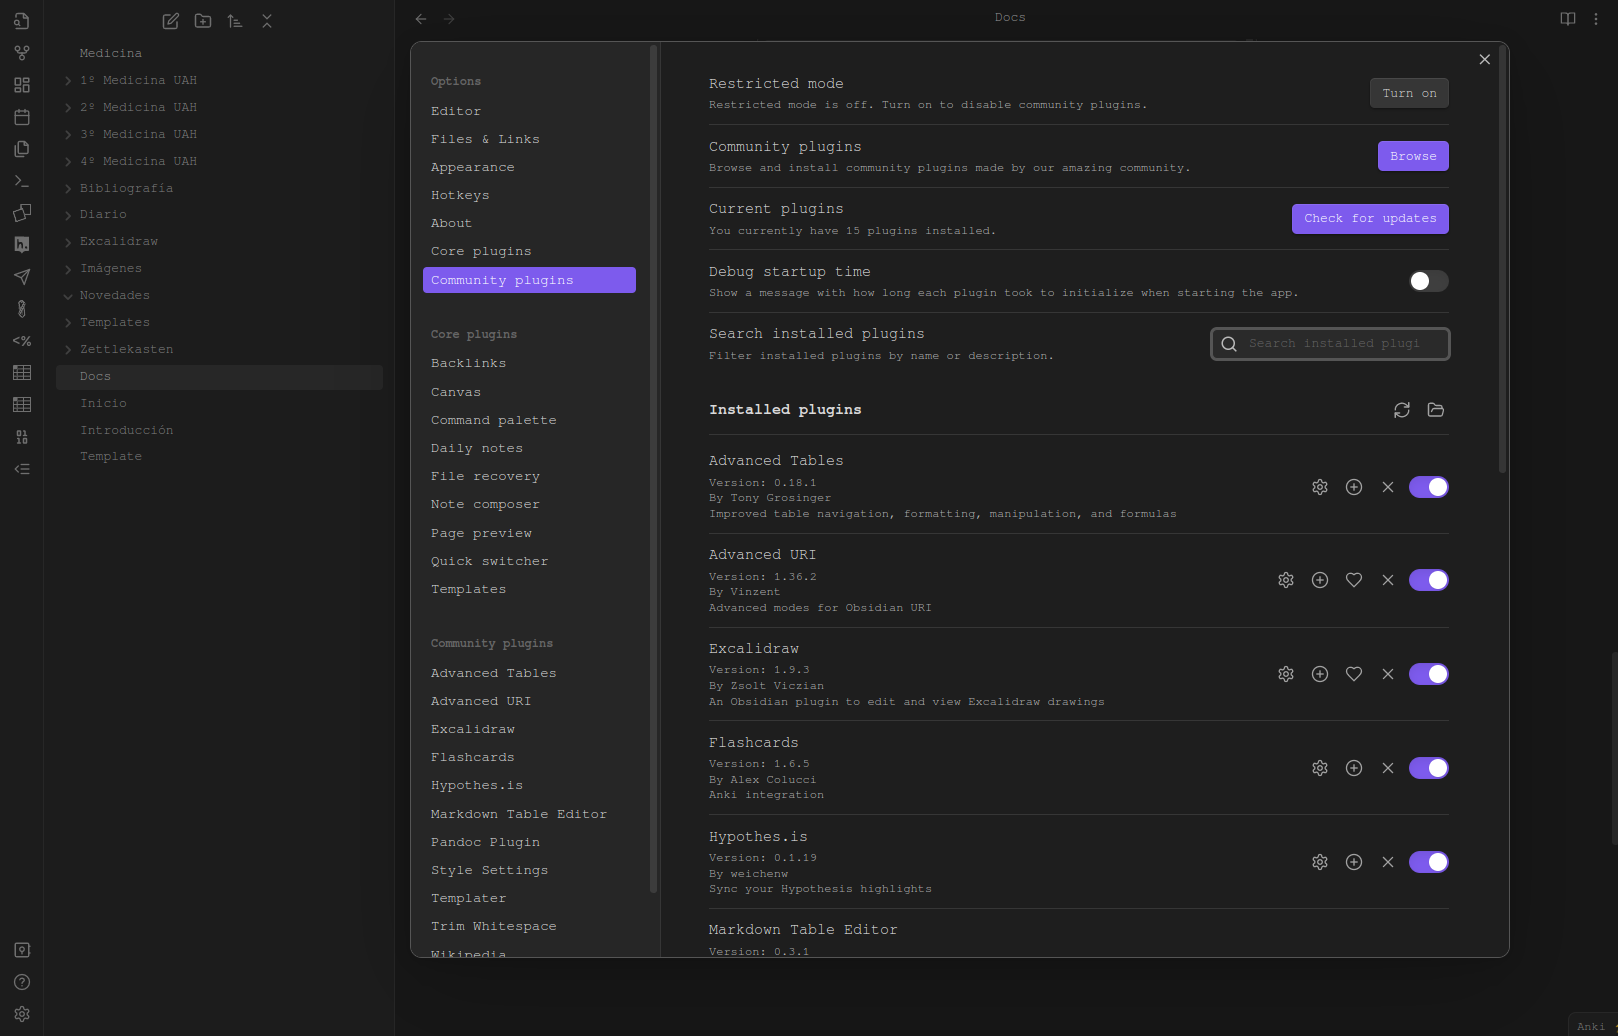 Docs
Medicina
1º Medicina UAH
2º Medicina UAH
3º Medicina UAH
4º Medicina UAH
Bibliografía
Diario
Excalidraw
Imágenes
Novedades
Templates
Zettlekasten
Docs
Inicio
Introducción
Template
h.
<%
01
10
Options
Editor
Files & Links
Appearance
Hotkeys
About
Core plugins
Community plugins
Core plugins
Backlinks
Canvas
Command palette
Daily notes
File recovery
Note composer
Page preview
Quick switcher
Templates
Community plugins
Advanced Tables
Advanced URI
Excalidraw
Flashcards
Hypothes.is
Markdown Table Editor
Pandoc Plugin
Style Settings
Templater
Trim Whitespace
Wikipedia
Restricted mode
Restricted mode is off. Turn on to disable community plugins.
Turn on
Community plugins
Browse and install community plugins made by our amazing community.
Browse
Current plugins
You currently have 15 plugins installed.
Check for updates
Debug startup time
Show a message with how long each plugin took to initialize when starting the app.
Search installed plugins
Filter installed plugins by name or description.
Search installed plugi
Installed plugins
Advanced Tables
Version: 0.18.1
By Tony Grosinger
Improved table navigation, formatting, manipulation, and formulas
Advanced URI
Version: 1.36.2
By Vinzent
Advanced modes for Obsidian URI
Excalidraw
Version: 1.9.3
By Zsolt Viczian
An Obsidian plugin to edit and view Excalidraw drawings
Flashcards
Version: 1.6.5
By Alex Colucci
Anki integration
Hypothes.is
Version: 0.1.19
By weichenw
Sync your Hypothesis highlights
Markdown Table Editor
Version: 0.3.1
Anki